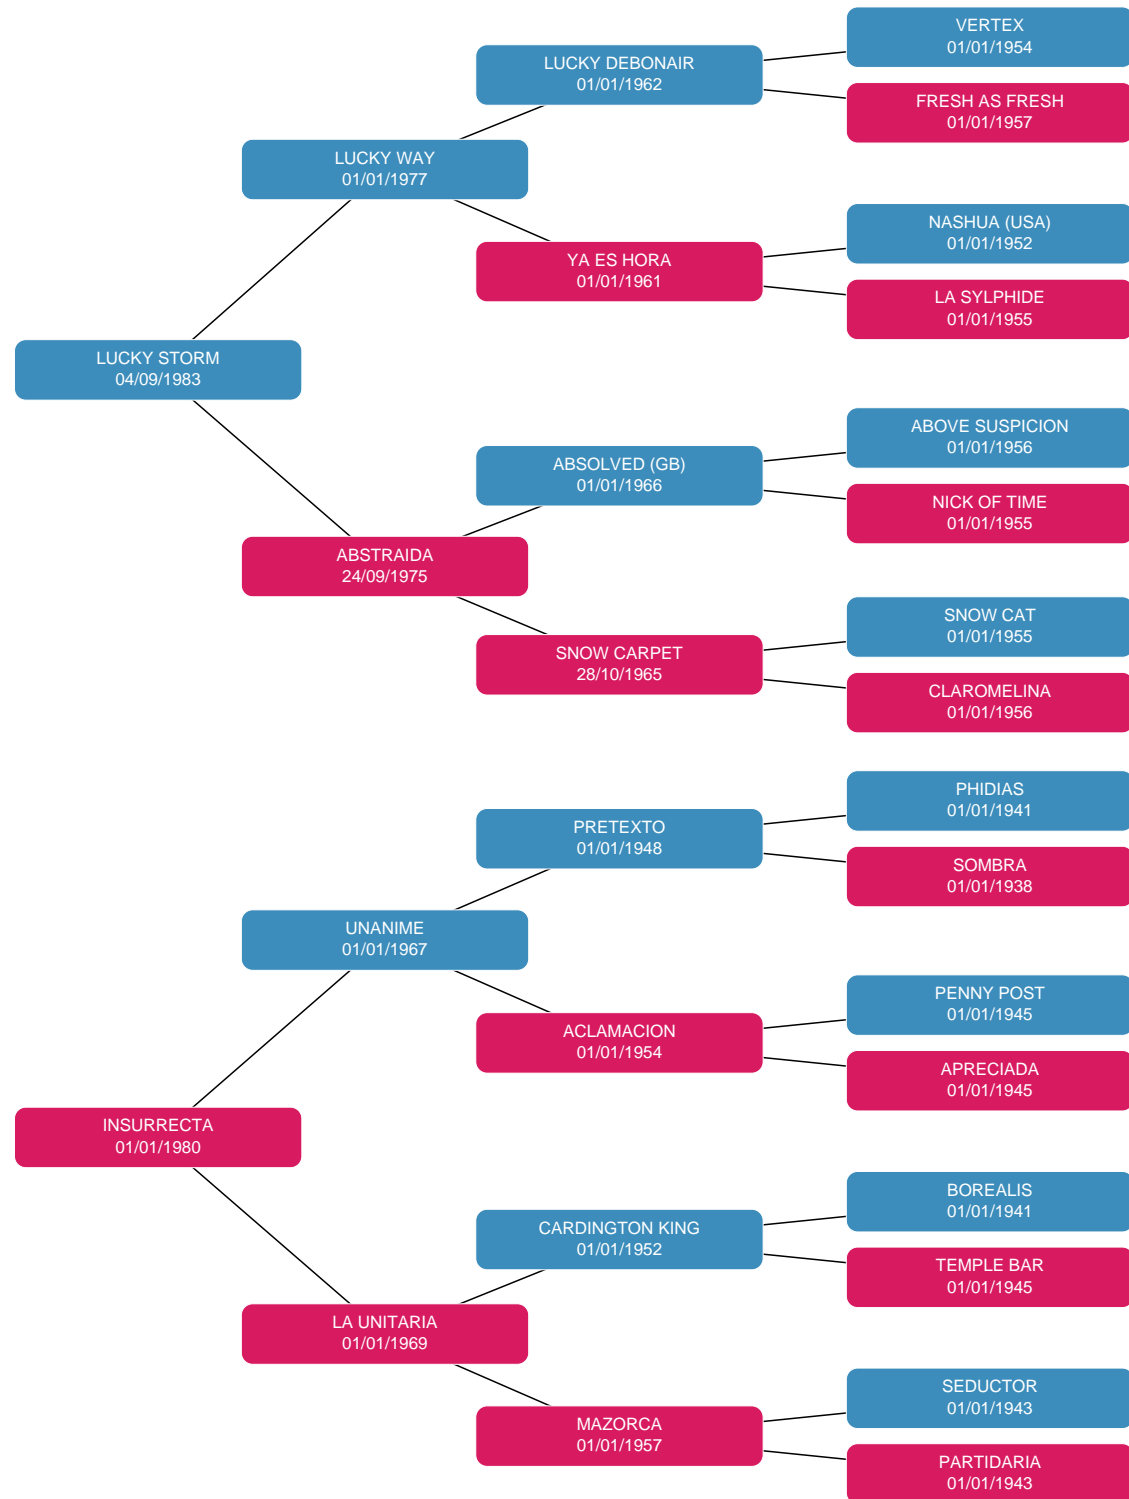 VERTEX
01/01/1954
LUCKY DEBONAIR
01/01/1962
FRESH AS FRESH
01/01/1957
LUCKY WAY
01/01/1977
NASHUA (USA)
01/01/1952
YA ES HORA
01/01/1961
LA SYLPHIDE
01/01/1955
LUCKY STORM
04/09/1983
ABOVE SUSPICION
01/01/1956
ABSOLVED (GB)
01/01/1966
NICK OF TIME
01/01/1955
ABSTRAIDA
24/09/1975
SNOW CAT
01/01/1955
SNOW CARPET
28/10/1965
CLAROMELINA
01/01/1956
PHIDIAS
01/01/1941
PRETEXTO
01/01/1948
SOMBRA
01/01/1938
UNANIME
01/01/1967
PENNY POST
01/01/1945
ACLAMACION
01/01/1954
APRECIADA
01/01/1945
INSURRECTA
01/01/1980
BOREALIS
01/01/1941
CARDINGTON KING
01/01/1952
TEMPLE BAR
01/01/1945
LA UNITARIA
01/01/1969
SEDUCTOR
01/01/1943
MAZORCA
01/01/1957
PARTIDARIA
01/01/1943